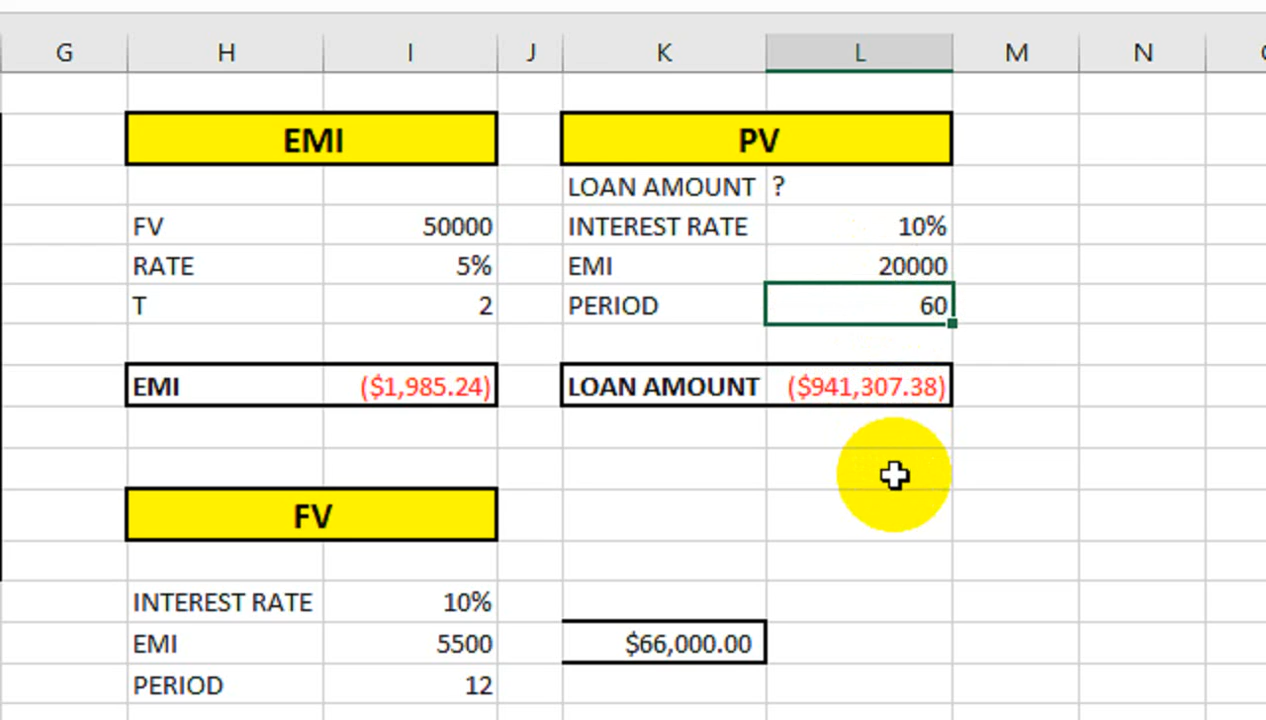 G H I J K L M N
EMI PV
LOAN AMOUNT ?
FV 50000 INTEREST RATE 10%
RATE 5% EMI 20000
T 2 PERIOD 60
EMI ($1,985.24) LOAN AMOUNT ($941,307.38)
FV
INTEREST RATE 10%
EMI 5500 $66,000.00
PERIOD 12